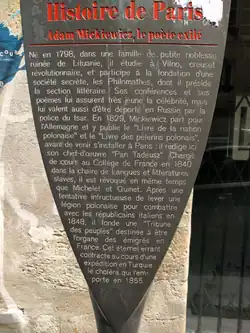 Histoire de Paris
Adam Mickiewicz, le poète exilé
Né en 1798, dans une famille de petite noblesse
ruinée de Lituanie, il étudie à Vilno, creuset
révolutionnaire, et participe à la fondation d'une
société secrète, les Philomathes, dont il préside
la section littéraire. Ses conférences et ses
poèmes lui assurent très jeune la célébrité, mais
lui valent aussi d'être déporté en Russie par la
police du tsar. En 1829, Mickiewicz part pour
l'Allemagne et y publie le "Livre de la nation
polonaise" et le "Livre des pèlerins polonais",
avant de venir s'installer à Paris ; il rédige ici
son chef-d'œuvre "Pan Tadeusz". Chargé
de cours au Collège de France en 1840
dans la chaire de langues et littératures
slaves, il est révoqué en même temps
que Michelet et Quinet. Après une
tentative infructueuse de lever une
légion polonaise pour combattre
avec les républicains italiens en
1848, il fonde une "Tribune
des peuples" destinée à être
l'organe des émigrés en
France. Cet éternel errant
contracte au cours d'une
expédition en Turquie
le choléra qui l'em-
porte en 1855.